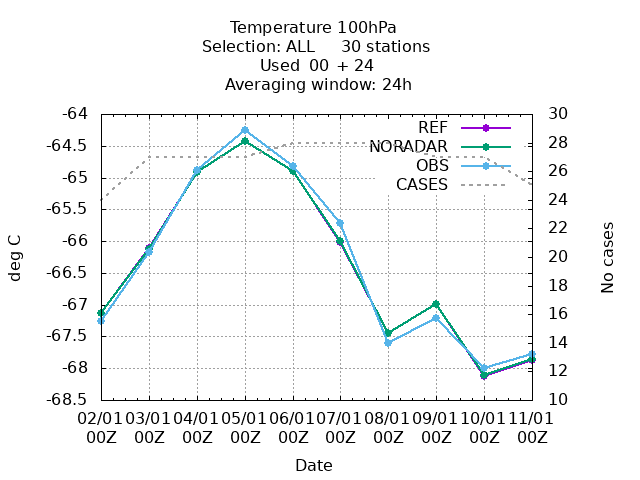 Temperature 100hPa
Selection: ALL 30 stations
Used 00 + 24
Averaging window: 24h
-64
-64.5
-65
-65.5
-66
-66.5
-67
-67.5
-68
-68.5
deg C
30
28
26
24
22
20
18
16
14
12
10
No cases
REF
NORADAR
OBS
CASES
02/01 03/01 04/01 05/01 06/01 07/01 08/01 09/01 10/01 11/01
00Z 00Z 00Z 00Z 00Z 00Z 00Z 00Z 00Z 00Z
Date